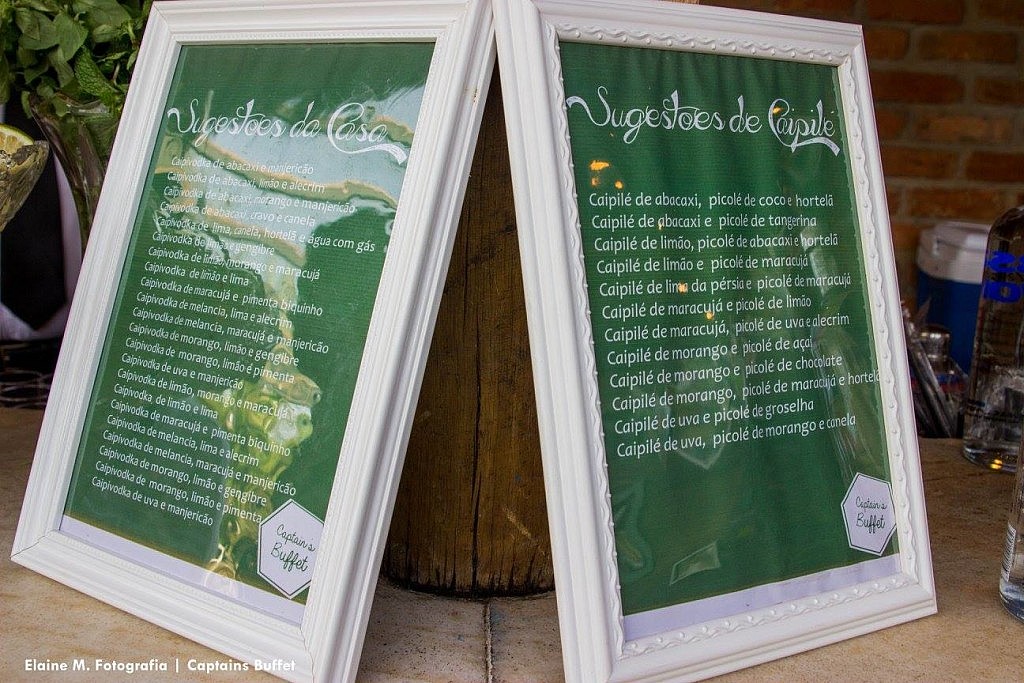 Sugestões da Casa
Caipivodka de abacaxi e manjericão
Caipivodka de abacaxi, limão e alecrim
Caipivodka de abacaxi, morango e manjericão
Caipivodka de abacaxi, cravo e canela
Caipivodka de lima, canela, hortelã e água com gás
Caipivodka de limão e gengibre
Caipivodka de limão, morango e maracujá
Caipivodka de limão e lima
Caipivodka de maracujá e pimenta biquinho
Caipivodka de melancia, lima e alecrim
Caipivodka de melancia, maracujá e manjericão
Caipivodka de morango, limão e gengibre
Caipivodka de morango, limão e pimenta
Caipivodka de uva e manjericão
Caipivodka de limão, morango e maracujá
Caipivodka de limão e lima
Caipivodka de maracujá e pimenta biquinho
Caipivodka de melancia, lima e alecrim
Caipivodka de melancia, maracujá e manjericão
Caipivodka de morango, limão e gengibre
Caipivodka de morango, limão e pimenta
Caipivodka de uva e manjericão
Captain's
Buffet
Sugestões de Caipilé
Caipilé de abacaxi, picolé de coco e hortelã
Caipilé de abacaxi e picolé de tangerina
Caipilé de limão, picolé de abacaxi e hortelã
Caipilé de limão e picolé de maracujá
Caipilé de lima da pérsia e picolé de maracujá
Caipilé de maracujá e picolé de limão
Caipilé de maracujá, picolé de uva e alecrim
Caipilé de morango e picolé de açaí
Caipilé de morango e picolé de chocolate
Caipilé de morango, picolé de maracujá e hortelã
Caipilé de uva e picolé de groselha
Caipilé de uva, picolé de morango e canela
Captain's
Buffet
Elaine M. Fotografia | Captains Buffet